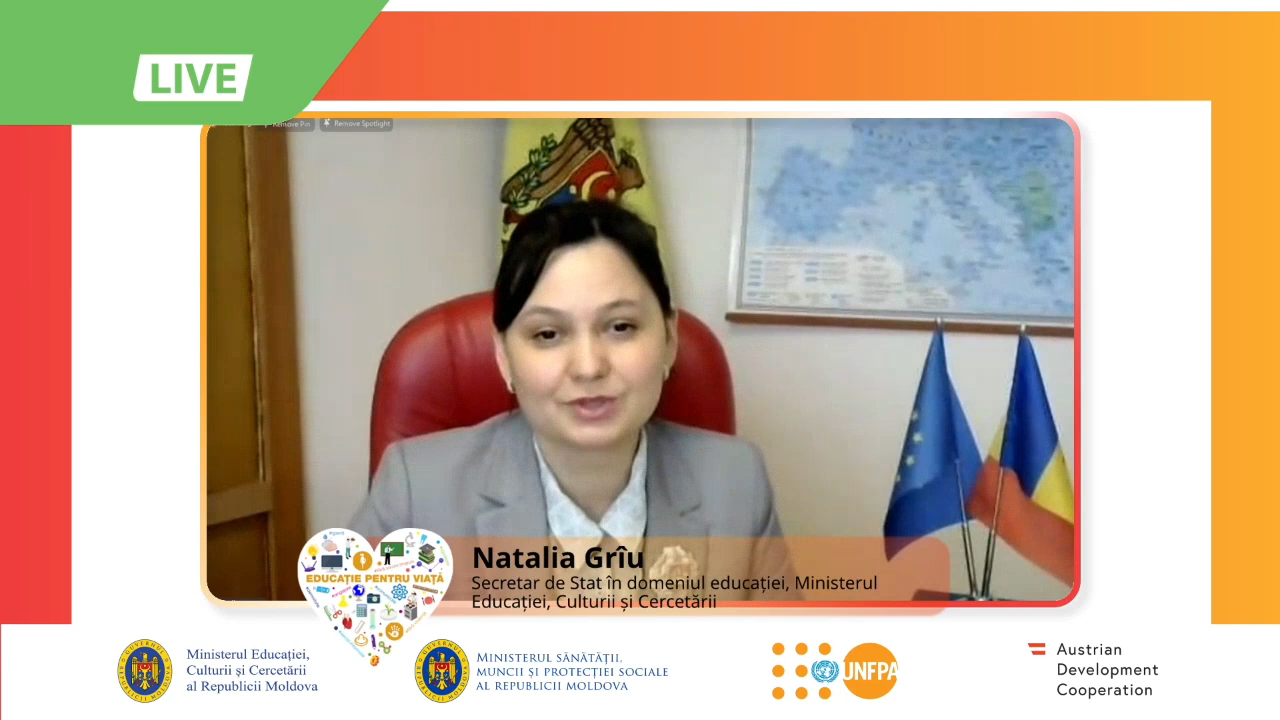 LIVE
Remove Pin
Remove Spotlight
EDUCAȚIE PENTRU VIAȚĂ
Natalia Grîu
Secretar de Stat în domeniul educației, Ministerul
Educației, Culturii și Cercetării
Ministerul Educației,
Culturii și Cercetării
al Republicii Moldova
MINISTERUL SĂNĂTĂȚII,
MUNCII ȘI PROTECȚIEI SOCIALE
AL REPUBLICII MOLDOVA
UNFPA
Austrian
Development
Cooperation